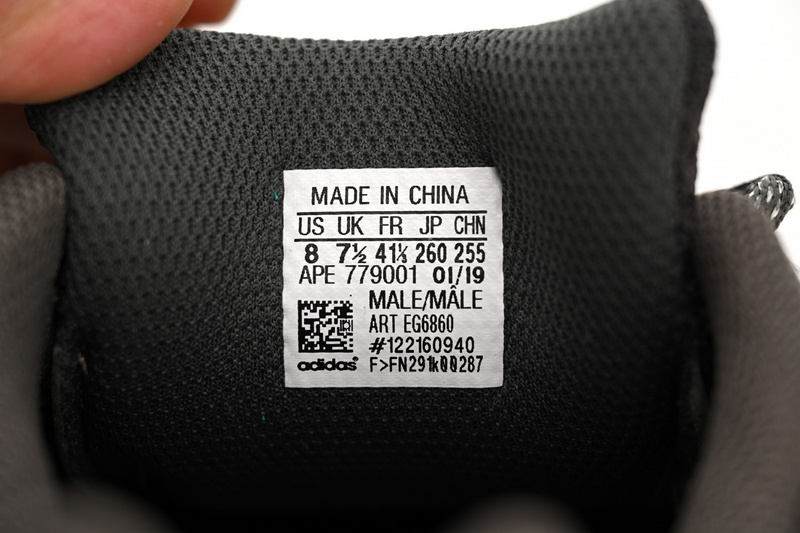 MADE IN CHINA
US UK FR JP CHN
8 7½ 41⅓ 260 255
APE 779001 01/19
MALE/MÂLE
ART EG6860
#122160940
adidas® F>FN291k00287